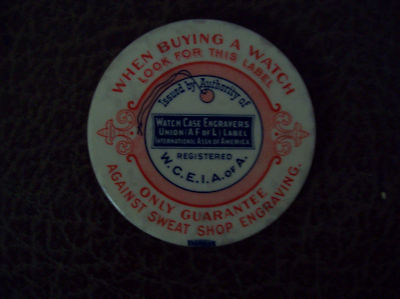 WHEN BUYING A WATCH
LOOK FOR THIS LABEL
Issued by Authority of
WATCH CASE ENGRAVERS
UNION (A F of L) LABEL
INTERNATIONAL ASSN OF AMERICA
REGISTERED
W.C.E.I.A. OF A.
ONLY GUARANTEE
AGAINST SWEAT SHOP ENGRAVING.